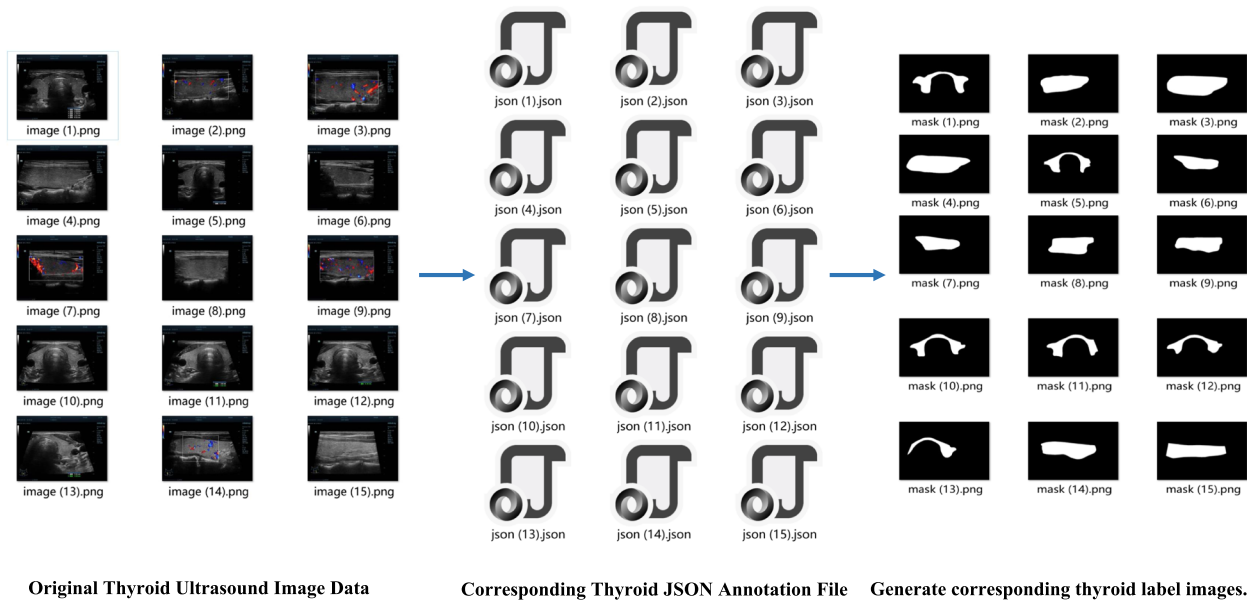 image (1).png
image (2).png
image (3).png
image (4).png
image (5).png
image (6).png
image (7).png
image (8).png
image (9).png
image (10).png
image (11).png
image (12).png
image (13).png
image (14).png
image (15).png
Original Thyroid Ultrasound Image Data
json (1).json
json (2).json
json (3).json
json (4).json
json (5).json
json (6).json
json (7).json
json (8).json
json (9).json
json (10).json
json (11).json
json (12).json
json (13).json
json (14).json
json (15).json
Corresponding Thyroid JSON Annotation File
mask (1).png
mask (2).png
mask (3).png
mask (4).png
mask (5).png
mask (6).png
mask (7).png
mask (8).png
mask (9).png
mask (10).png
mask (11).png
mask (12).png
mask (13).png
mask (14).png
mask (15).png
Generate corresponding thyroid label images.